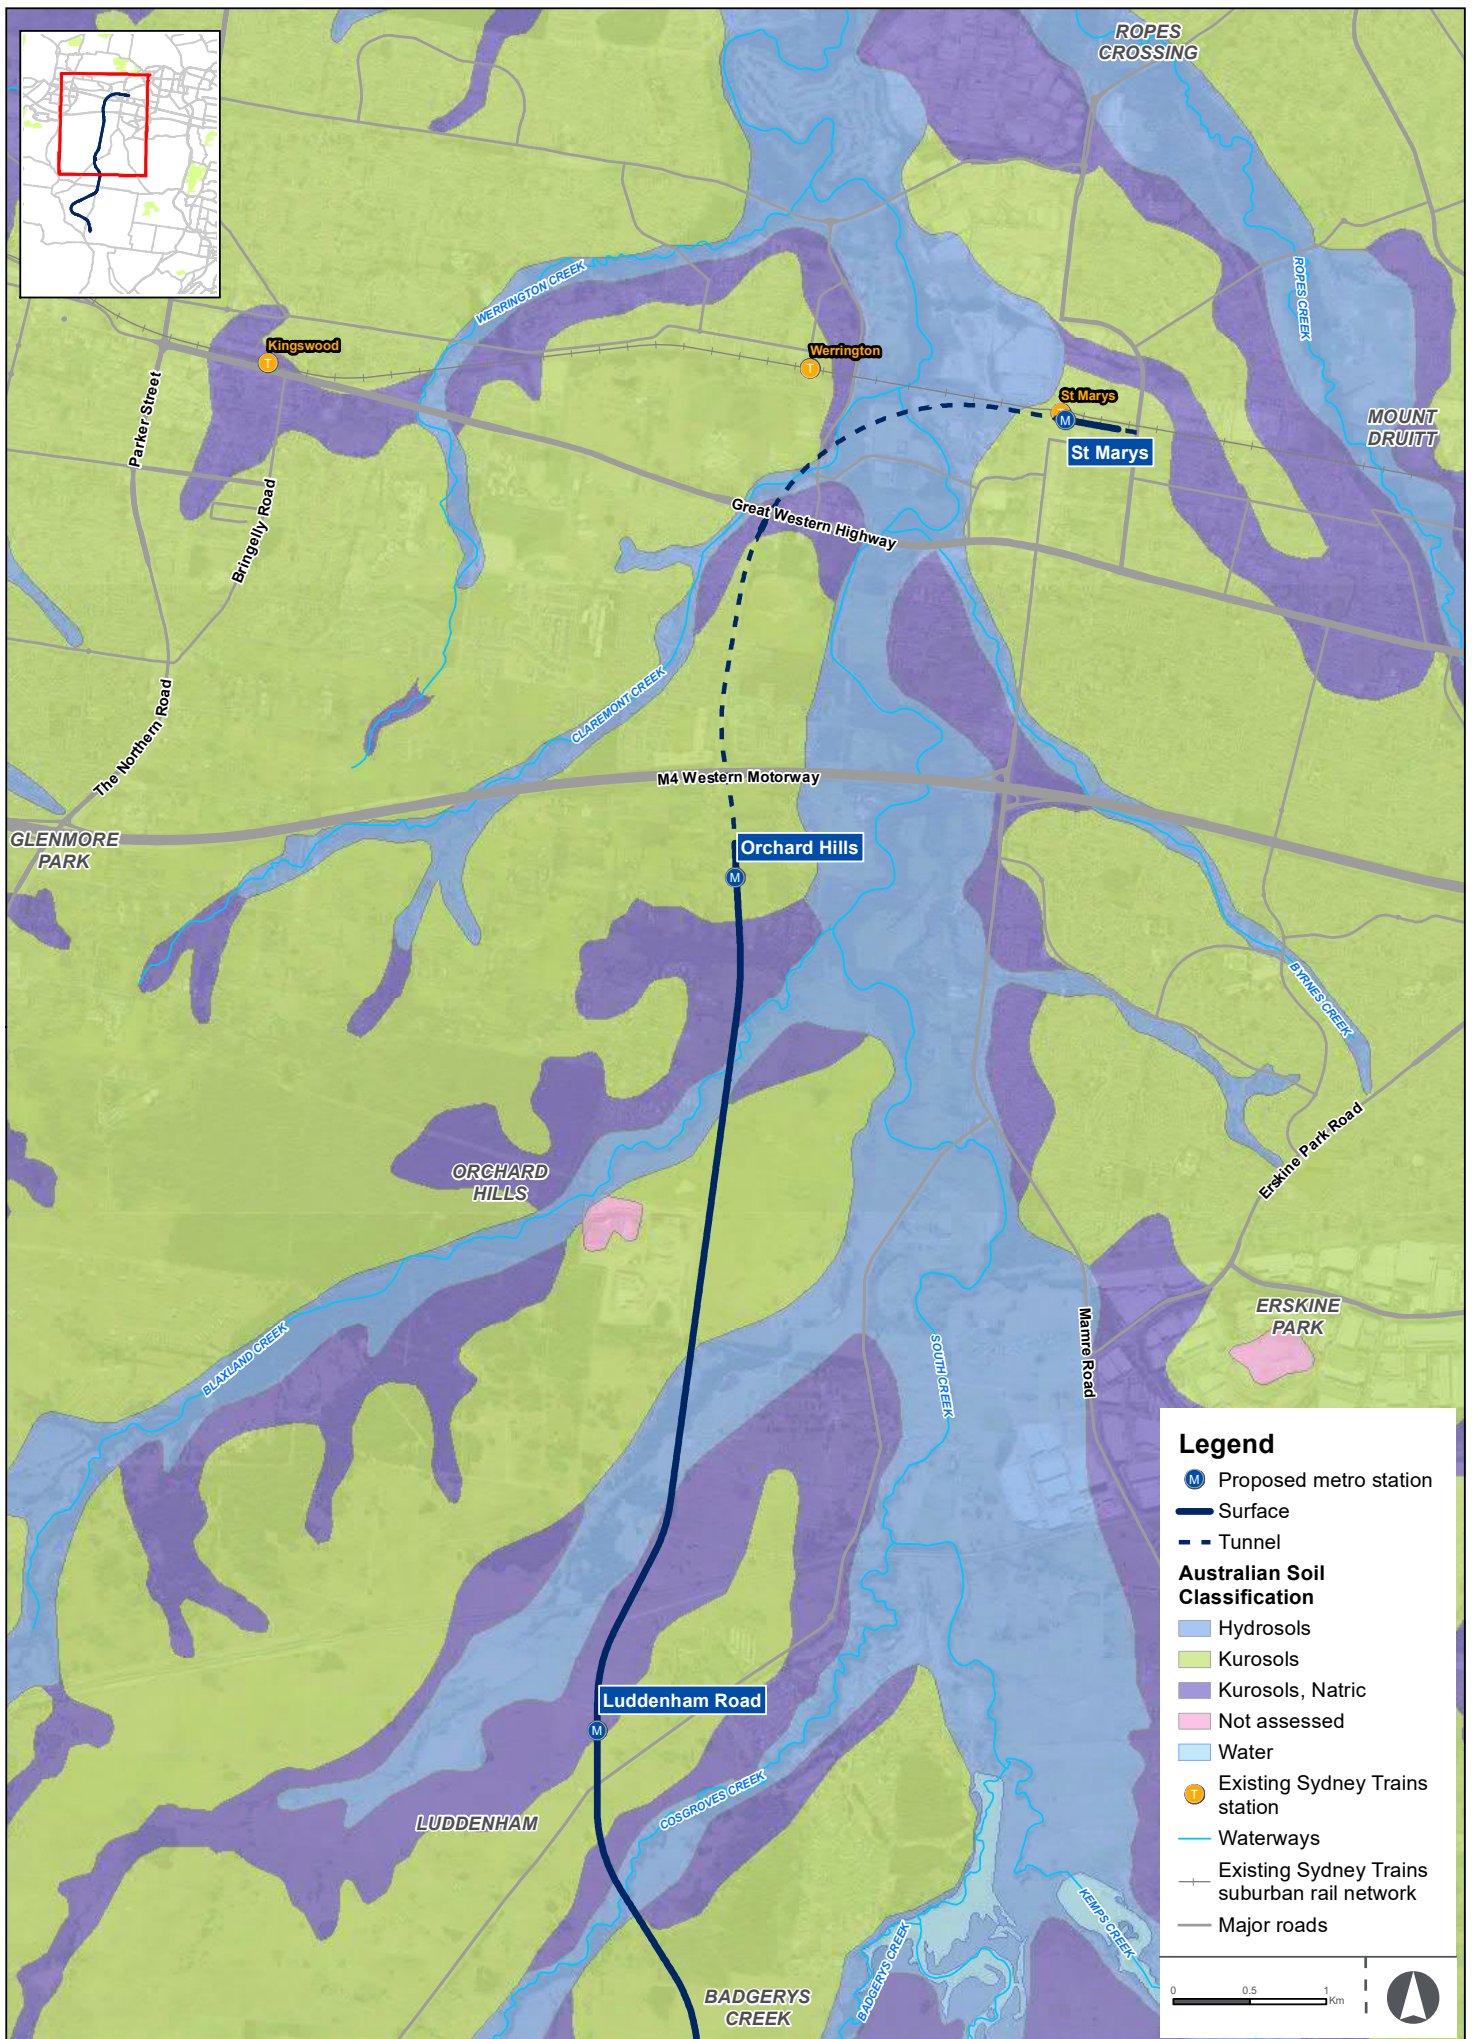 ROPES
CROSSING
WERRINGTON CREEK
ROPES CREEK
Kingswood
Werrington
St Marys
M
St Marys
MOUNT
DRUITT
Parker Street
Bringelly Road
Great Western Highway
The Northern Road
CLAREMONT CREEK
M4 Western Motorway
GLENMORE
PARK
Orchard Hills
M
BYRNES CREEK
Erskine Park Road
ORCHARD
HILLS
BLAXLAND CREEK
SOUTH CREEK
Mamre Road
ERSKINE
PARK
Luddenham Road
M
COSGROVES CREEK
LUDDENHAM
BADGERYS CREEK
KEMPS CREEK
BADGERYS
CREEK
T
T
Legend
M Proposed metro station
Surface
Tunnel
Australian Soil
Classification
Hydrosols
Kurosols
Kurosols, Natric
Not assessed
Water
T Existing Sydney Trains
station
Waterways
Existing Sydney Trains
suburban rail network
Major roads
0 0.5 1
Km